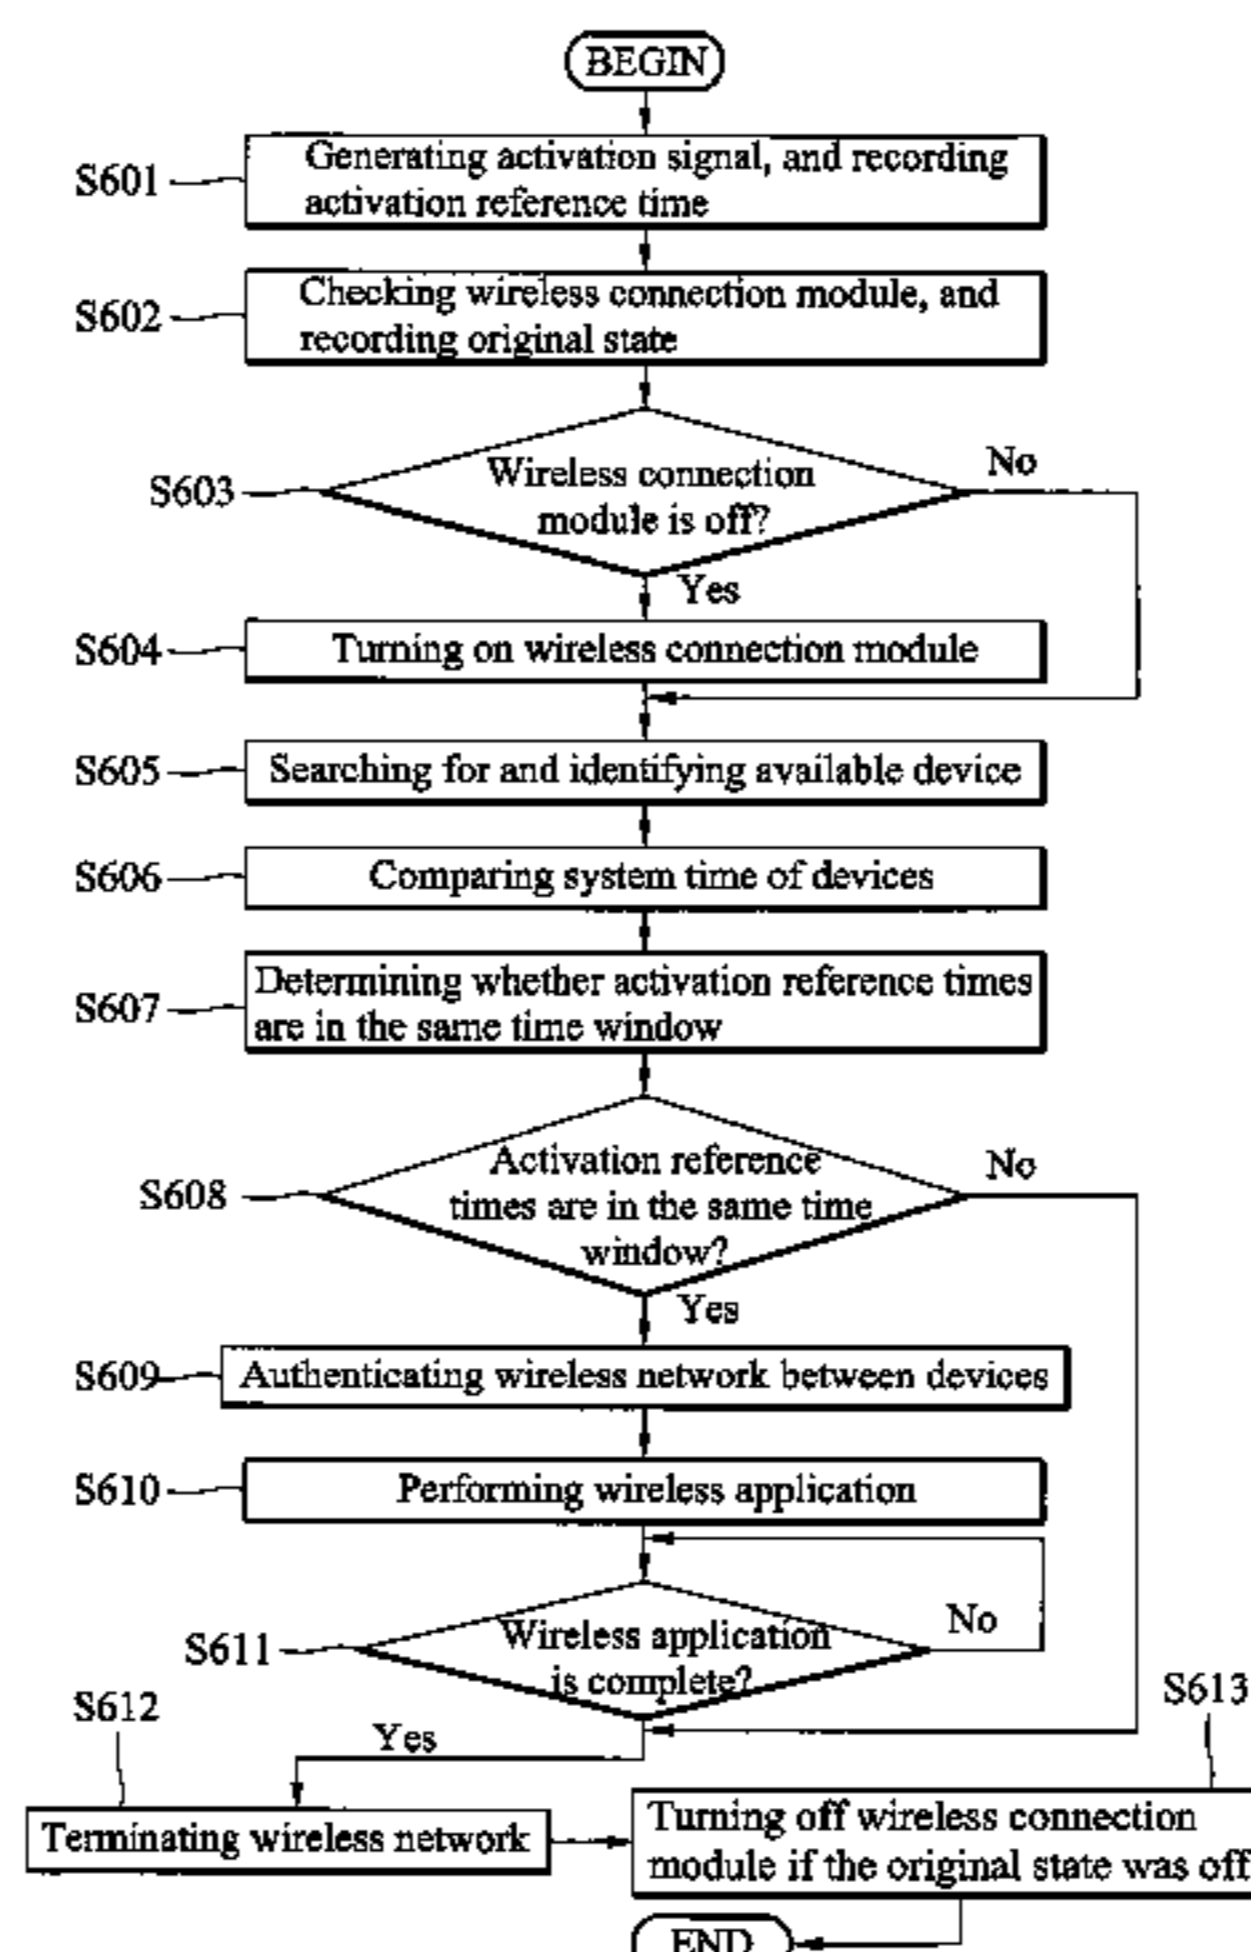 BEGIN
S601
Generating activation signal, and recording
activation reference time
S602
Checking wireless connection module, and
recording original state
S603
Wireless connection
module is off?
No
Yes
S604
Turning on wireless connection module
S605
Searching for and identifying available device
S606
Comparing system time of devices
S607
Determining whether activation reference times
are in the same time window
S608
Activation reference
times are in the same time
window?
No
Yes
S609
Authenticating wireless network between devices
S610
Performing wireless application
S611
Wireless application
is complete?
No
Yes
S612
Terminating wireless network
S613
Turning off wireless connection
module if the original state was off
END